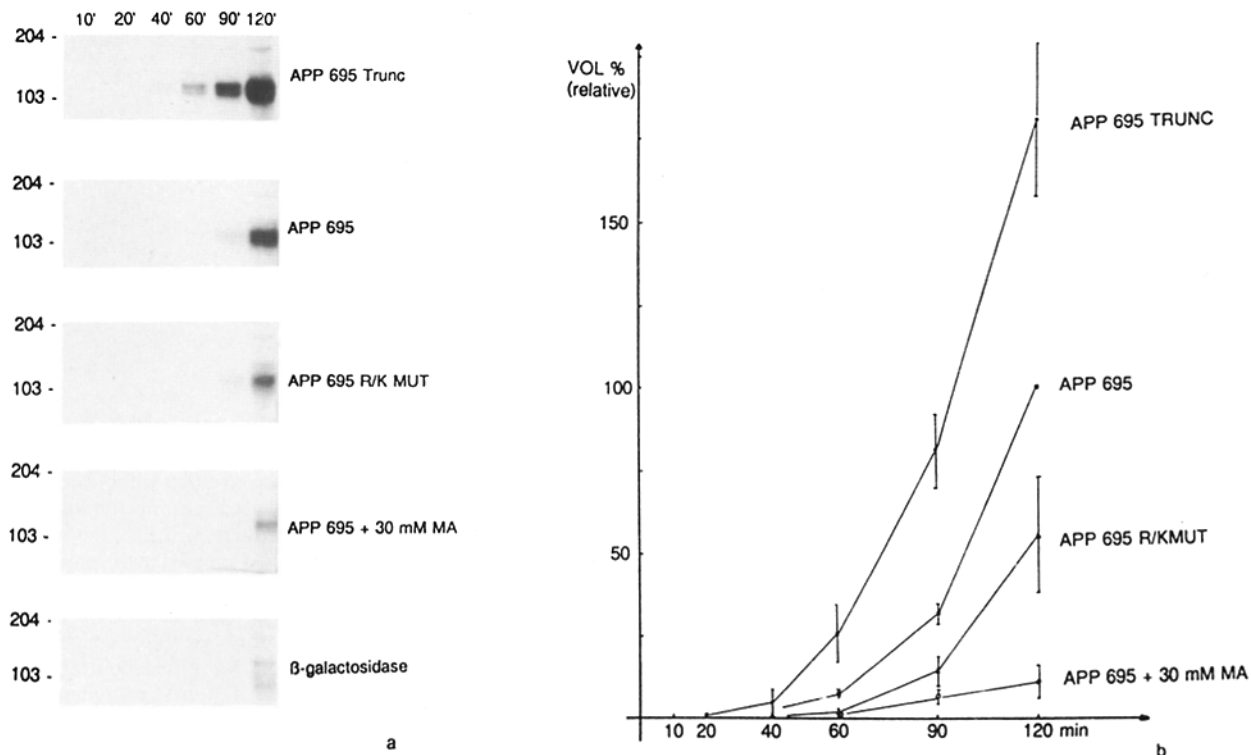 10' 20' 40' 60' 90' 120'
204 -
103 -
APP 695 Trunc
204 -
103 -
APP 695
204 -
103 -
APP 695 R/K MUT
204 -
103 -
APP 695 + 30 mM MA
204 -
103 -
ß-galactosidase
a
VOL %
(relative)
150
100
50
APP 695 TRUNC
APP 695
APP 695 R/KMUT
APP 695 + 30 mM MA
10 20 40 60 90 120 min
b